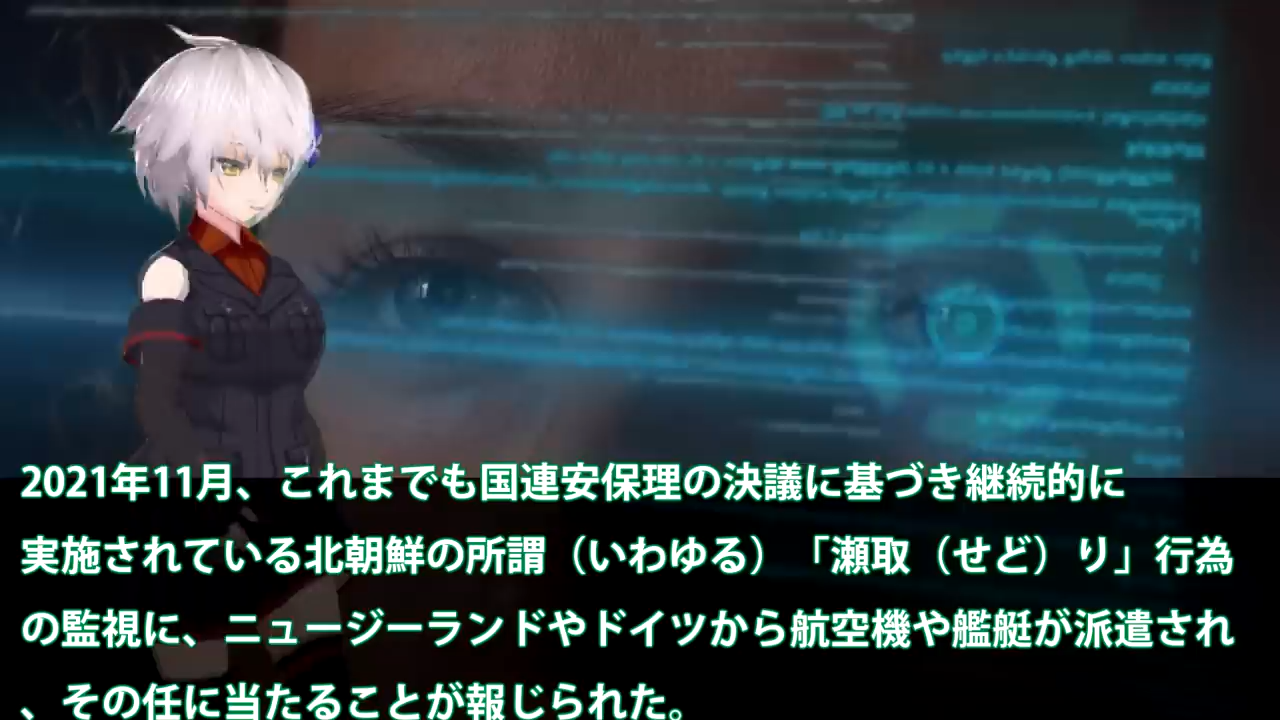 2021年11月、これまでも国連安保理の決議に基づき継続的に
実施されている北朝鮮の所謂（いわゆる）「瀬取（せど）り」行為
の監視に、ニュージーランドやドイツから航空機や艦艇が派遣され
、その任に当たることが報じられた。